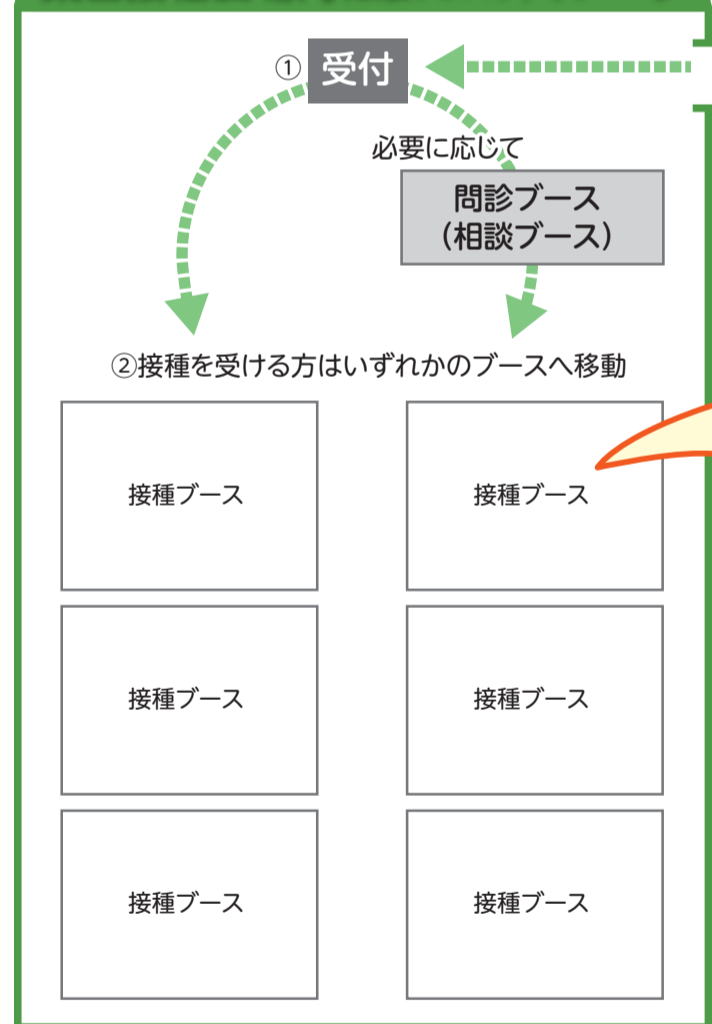 ① 受付
必要に応じて
問診ブース
（相談ブース）
②接種を受ける方はいずれかのブースへ移動
接種ブース
接種ブース
接種ブース
接種ブース
接種ブース
接種ブース